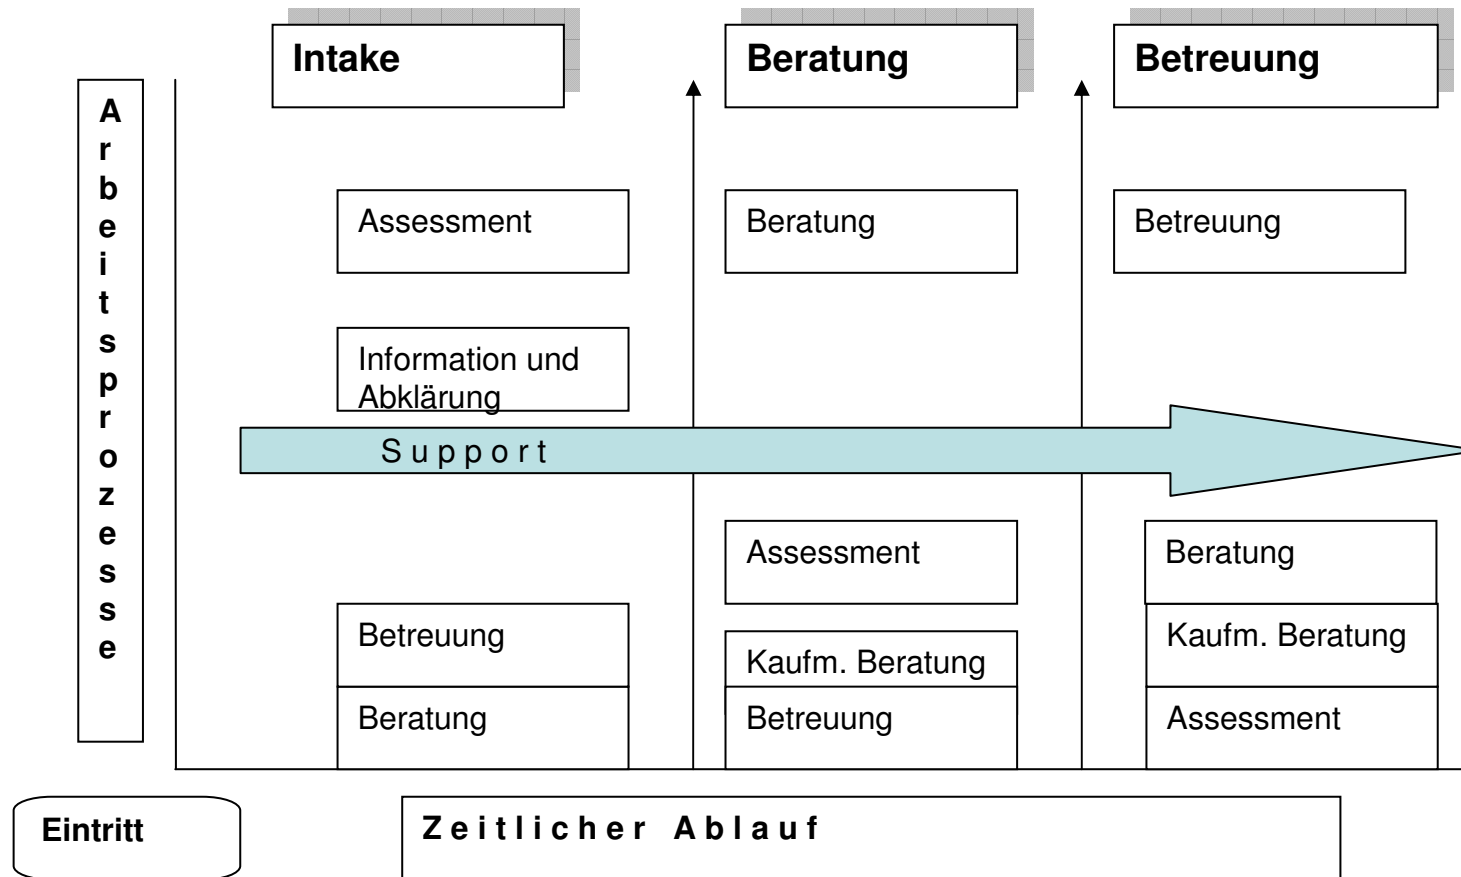 Intake
Beratung
Betreuung
Arbeitsprozesse
Assessment
Beratung
Betreuung
Information und
Abklärung
Support
Assessment
Beratung
Betreuung
Kaufm. Beratung
Kaufm. Beratung
Beratung
Betreuung
Assessment
Eintritt
Zeitlicher Ablauf